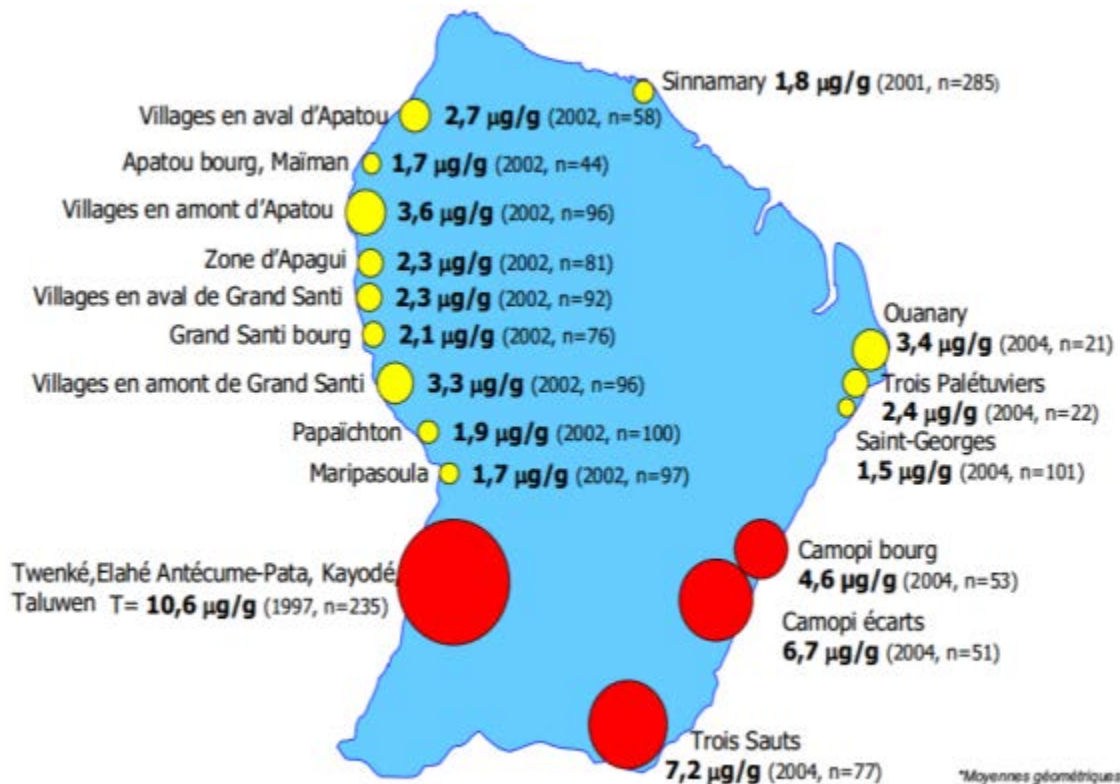 Sinnamary 1,8 µg/g (2001, n=285)
Villages en aval d'Apatou 2,7 µg/g (2002, n=58)
Apatou bourg, Maïman 1,7 µg/g (2002, n=44)
Villages en amont d'Apatou 3,6 µg/g (2002, n=96)
Zone d'Apagui 2,3 µg/g (2002, n=81)
Villages en aval de Grand Santi 2,3 µg/g (2002, n=92)
Grand Santi bourg 2,1 µg/g (2002, n=76)
Villages en amont de Grand Santi 3,3 µg/g (2002, n=96)
Papaïchton 1,9 µg/g (2002, n=100)
Maripasoula 1,7 µg/g (2002, n=97)
Ouanary
3,4 µg/g (2004, n=21)
Trois Palétuviers
2,4 µg/g (2004, n=22)
Saint-Georges
1,5 µg/g (2004, n=101)
Twenké,Elahé Antécume-Pata, Kayodé,
Taluwen T= 10,6 µg/g (1997, n=235)
Camopi bourg
4,6 µg/g (2004, n=53)
Camopi écarts
6,7 µg/g (2004, n=51)
Trois Sauts
7,2 µg/g (2004, n=77)
*Moyennes géométriques